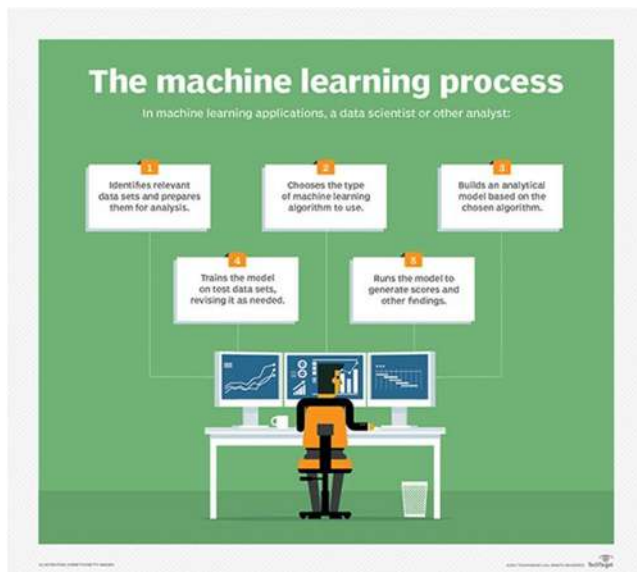 The machine learning process
In machine learning applications, a data scientist or other analyst:
1
Identifies relevant
data sets and prepares
them for analysis.
2
Chooses the type
of machine learning
algorithm to use.
3
Builds an analytical
model based on the
chosen algorithm.
4
Trains the model
on test data sets,
revising it as needed.
5
Runs the model to
generate scores and
other findings.
TechTarget